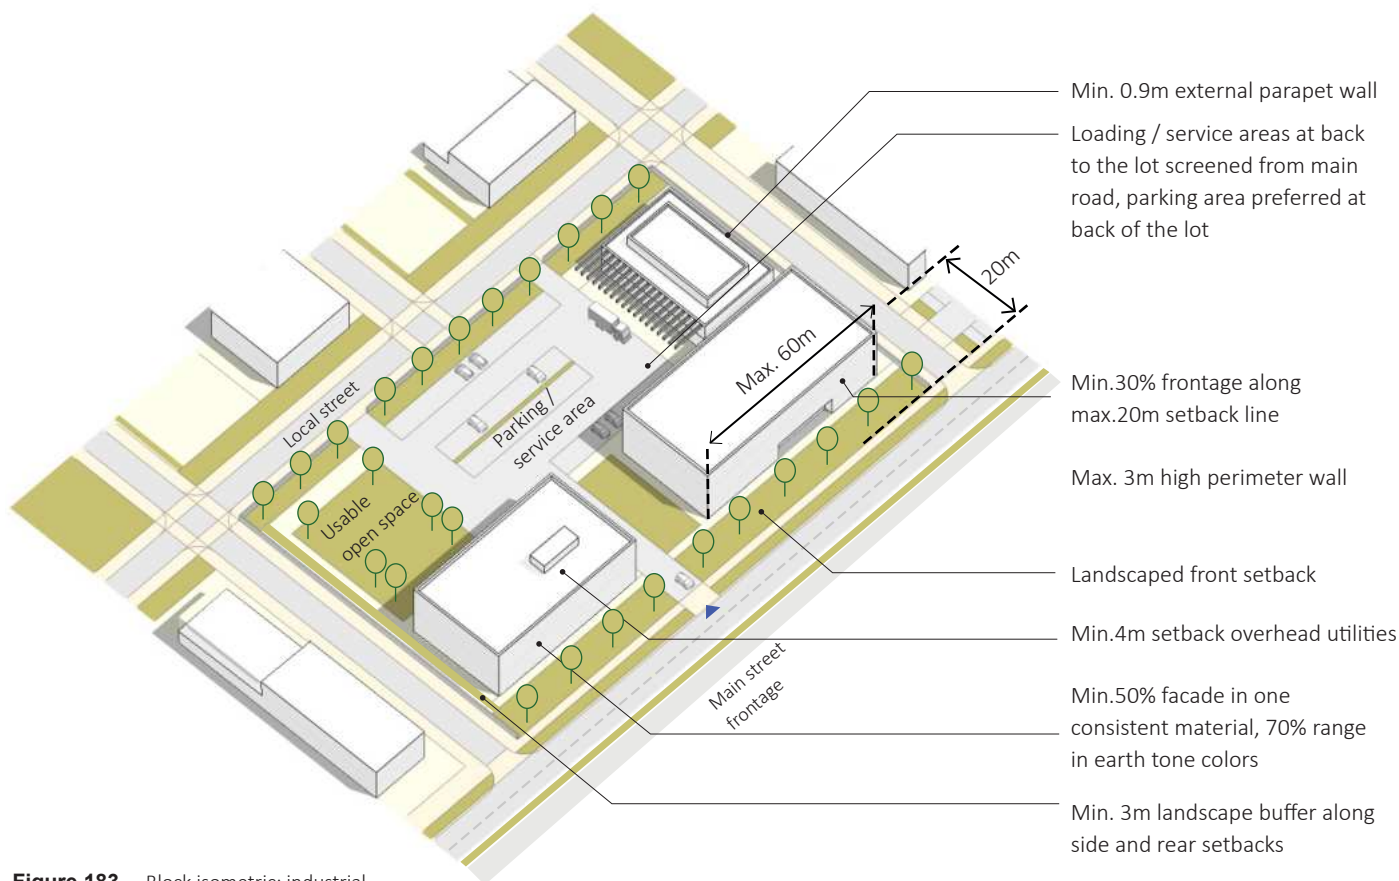 Min. 0.9m external parapet wall
Loading / service areas at back
to the lot screened from main
road, parking area preferred at
back of the lot
20m
Max. 60m
Min.30% frontage along
max.20m setback line
Local street
Parking /
service area
Max. 3m high perimeter wall
Usable
open space
Landscaped front setback
Min.4m setback overhead utilities
Main street
frontage
Min.50% facade in one
consistent material, 70% range
in earth tone colors
Min. 3m landscape buffer along
side and rear setbacks
Figure 183 Block isometric: industrial